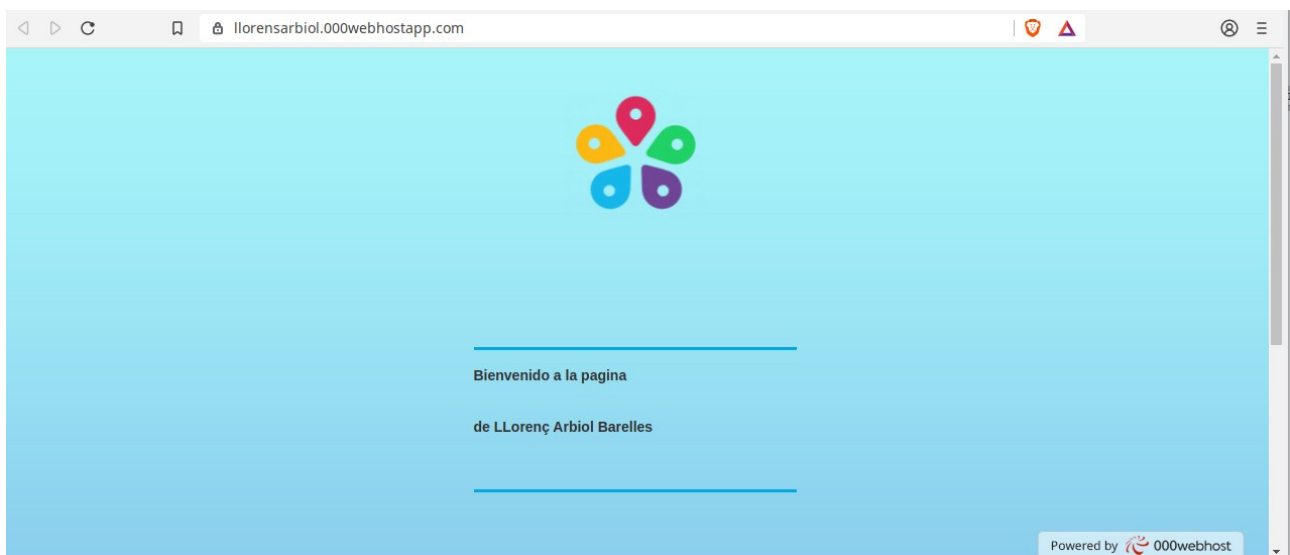 llorensarbiol.000webhostapp.com
Bienvenido a la pagina
de LLorenç Arbiol Barelles
Powered by 000webhost